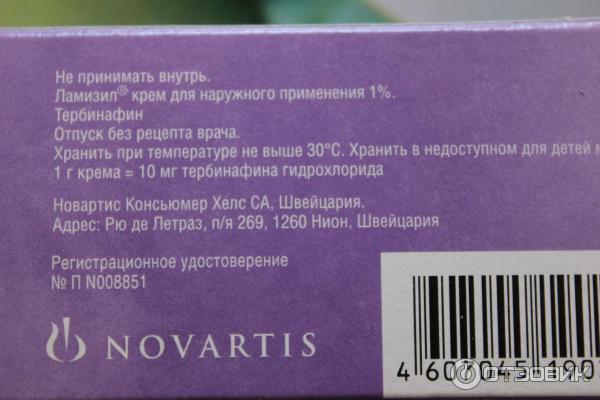 Не принимать внутрь.
Ламизил® крем для наружного применения 1%.
Тербинафин
Отпуск без рецепта врача.
Хранить при температуре не выше 30°С. Хранить в недоступном для детей
1 г крема = 10 мг тербинафина гидрохлорида
Новартис Консьюмер Хелс СА, Швейцария.
Адрес: Рю де Летраз, п/я 269, 1260 Нион, Швейцария
Регистрационное удостоверение
№ П N008851
NOVARTIS
ОТЗОВИК